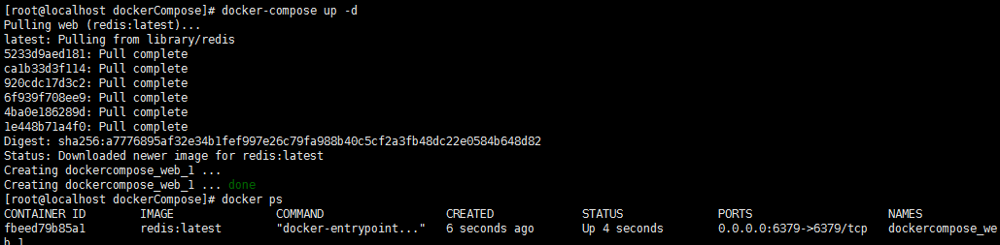 [root@localhost dockerCompose]# docker-compose up -d
Pulling web (redis:latest)...
latest: Pulling from library/redis
5233d9aed181: Pull complete
ca1b33d3f114: Pull complete
920cdc17d3c2: Pull complete
6f939f708ee9: Pull complete
4ba0e186289d: Pull complete
1e448b71a4f0: Pull complete
Digest: sha256:a7776895af32e34b1fef997e26c79fa988b40c5cf2a3fb48dc22e0584b648d82
Status: Downloaded newer image for redis:latest
Creating dockercompose_web_1 ...
Creating dockercompose_web_1 ... done
[root@localhost dockerCompose]# docker ps
CONTAINER ID IMAGE COMMAND CREATED STATUS PORTS NAMES
fbeed79b85a1 redis:latest "docker-entrypoint..." 6 seconds ago Up 4 seconds 0.0.0.0:6379->6379/tcp dockercompose_we
b_1